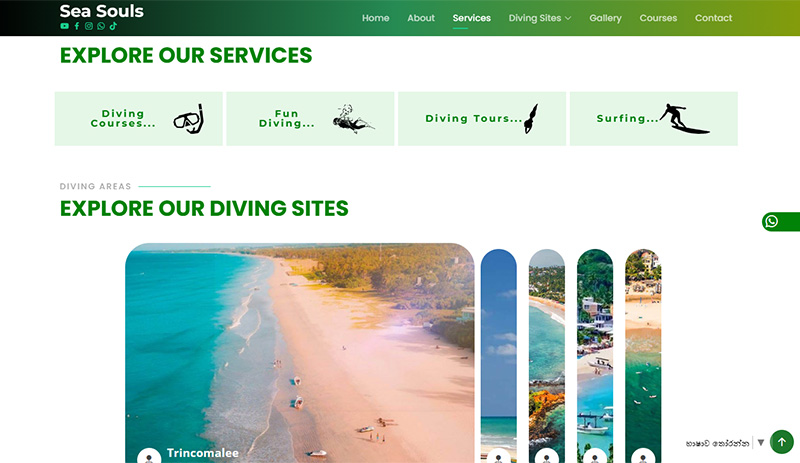 Sea Souls
Home About Services Diving Sites Gallery Courses Contact
EXPLORE OUR SERVICES
Diving
Courses...
Fun
Diving...
Diving Tours...
Surfing...
DIVING AREAS
EXPLORE OUR DIVING SITES
Trincomalee
භාෂාව තෝරන්න